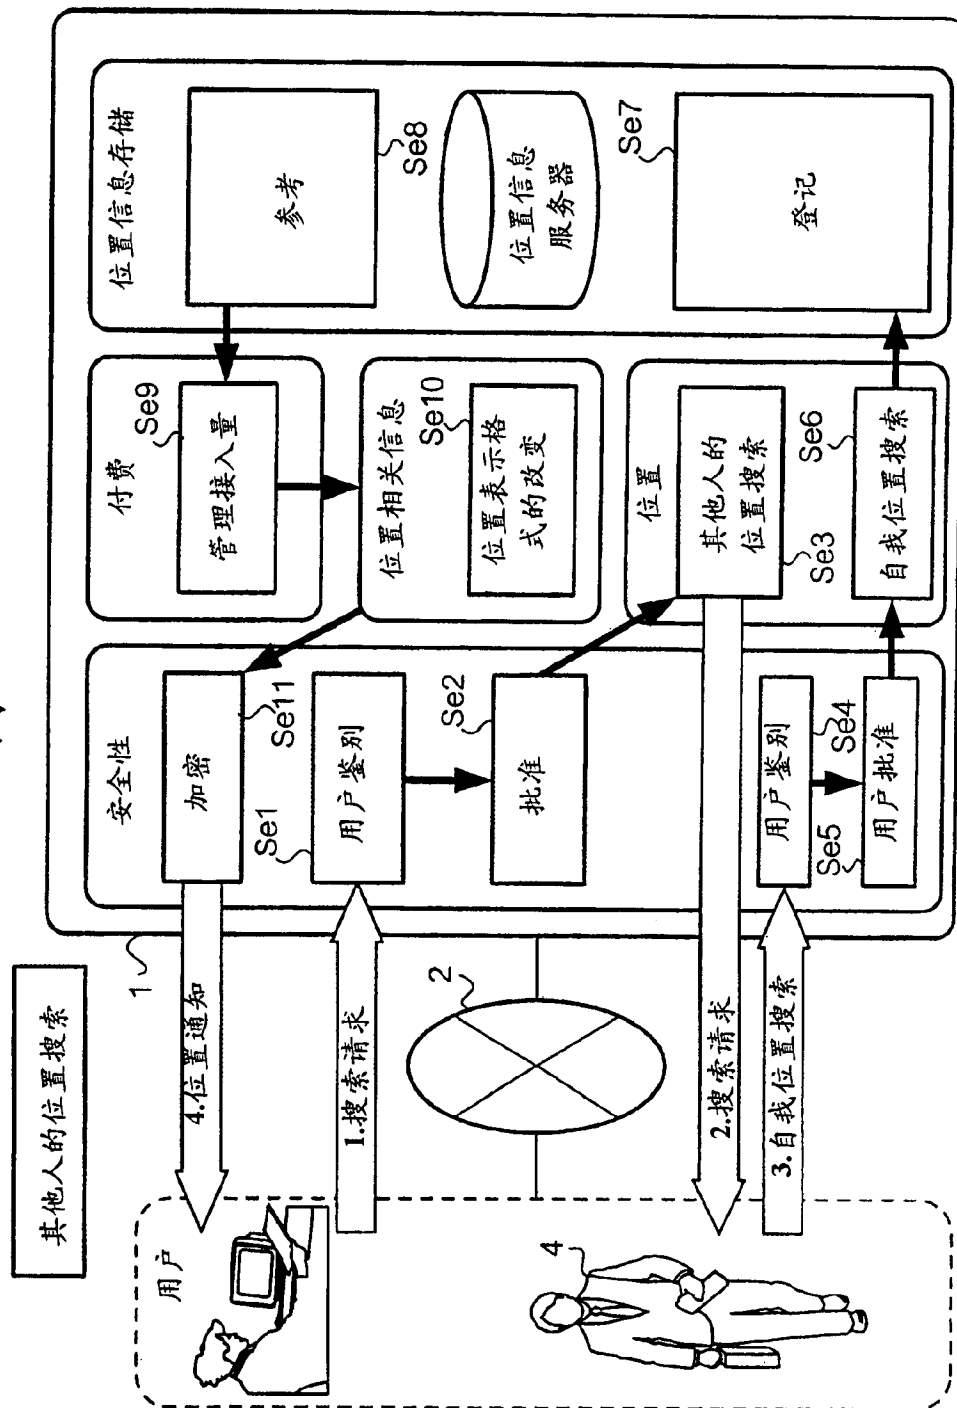 其他人的位置搜索
用户
4
4.位置通知
1.搜索请求
2
2.搜索请求
3.自我位置搜索
1
安全性
加密
Se11
Se1
用户鉴别
Se2
批准
用户鉴别
Se4
Se5
用户批准
付费
Se9
管理接入量
位置相关信息
Se10
位置表示格
式的改变
位置
其他人的
位置搜索
Se3
Se6
自我位置搜索
位置信息存储
参考
Se8
位置信息
服务器
Se7
登记